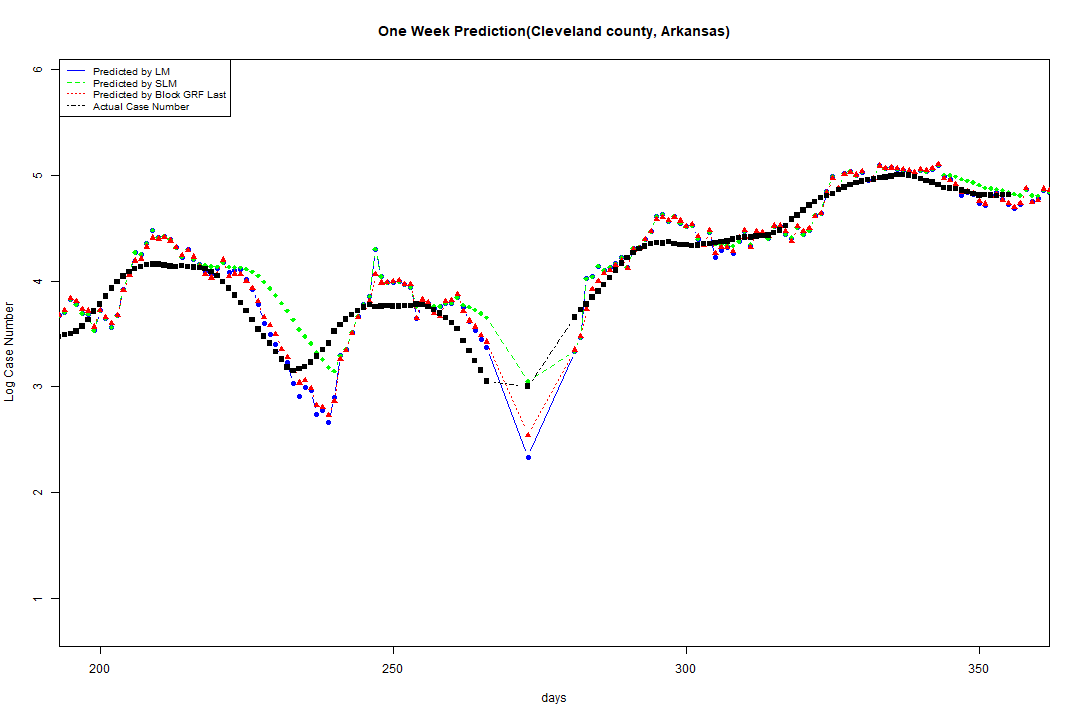 One Week Prediction(Cleveland county, Arkansas)
Predicted by LM
Predicted by SLM
Predicted by Block GRF Last
Actual Case Number
6
5
4
3
2
1
Log Case Number
200
250
300
350
days